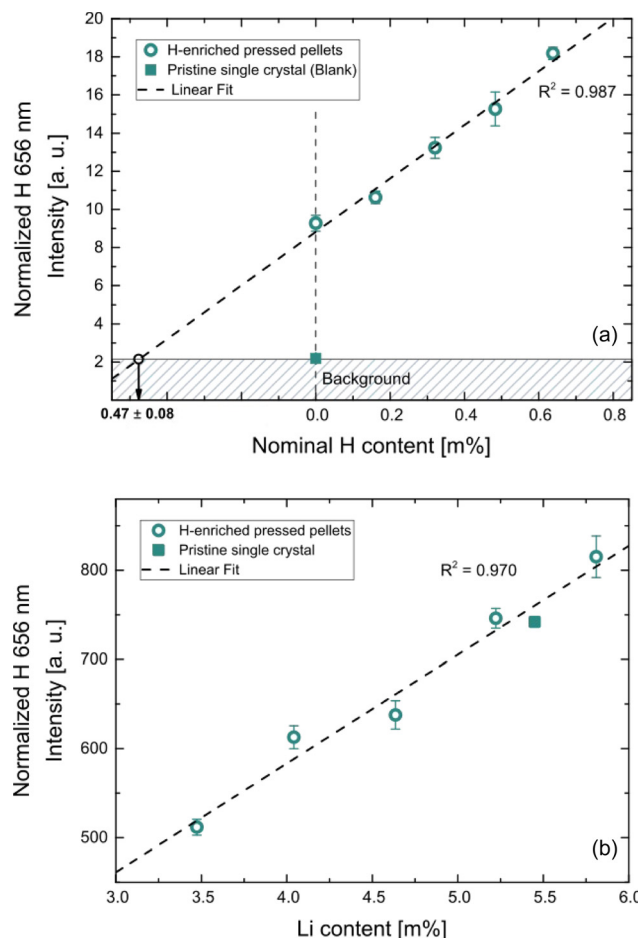 20
18
16
14
12
10
8
6
4
2
Normalized H 656 nm
Intensity [a. u.]
H-enriched pressed pellets
Pristine single crystal (Blank)
Linear Fit
R² = 0.987
(a)
Background
0.47 ± 0.08
0.0 0.2 0.4 0.6 0.8
Nominal H content [m%]
800
700
600
500
Normalized H 656 nm
Intensity [a. u.]
H-enriched pressed pellets
Pristine single crystal
Linear Fit
R² = 0.970
(b)
3.0 3.5 4.0 4.5 5.0 5.5 6.0
Li content [m%]